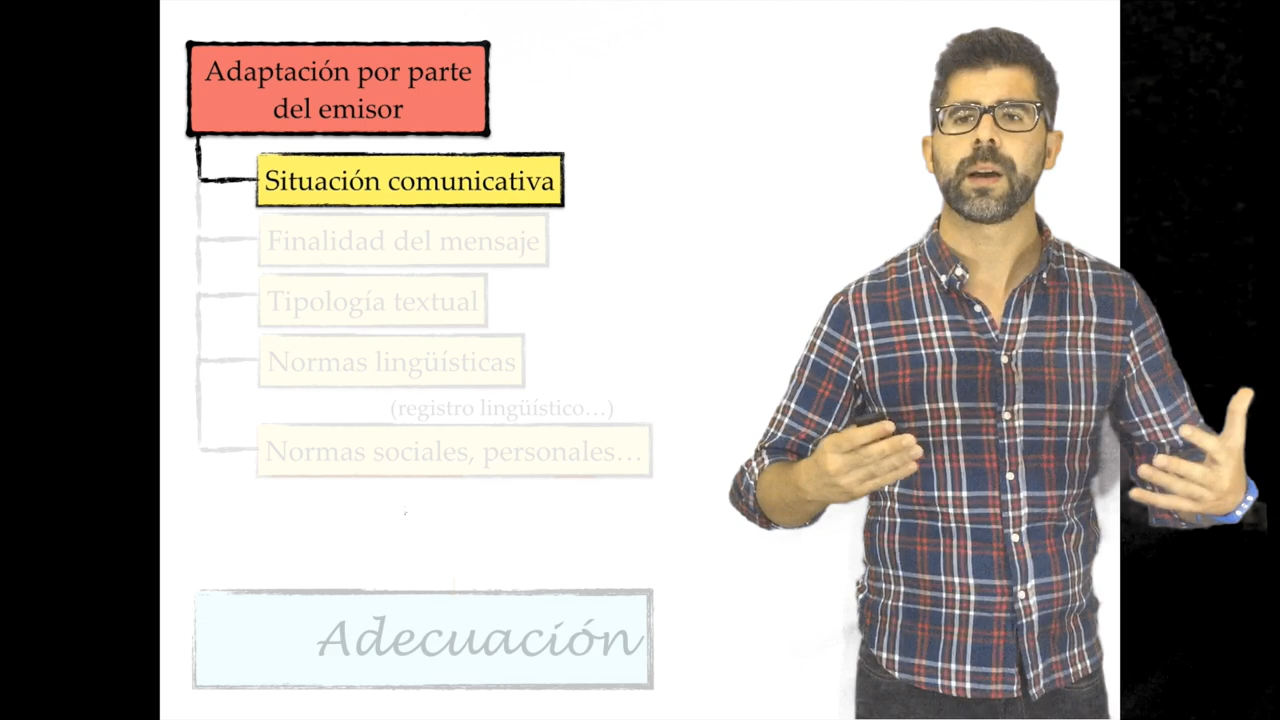 Adaptación por parte
del emisor
Situación comunicativa
Finalidad del mensaje
Tipología textual
Normas lingüísticas
(registro lingüístico…)
Normas sociales, personales…
Adecuación